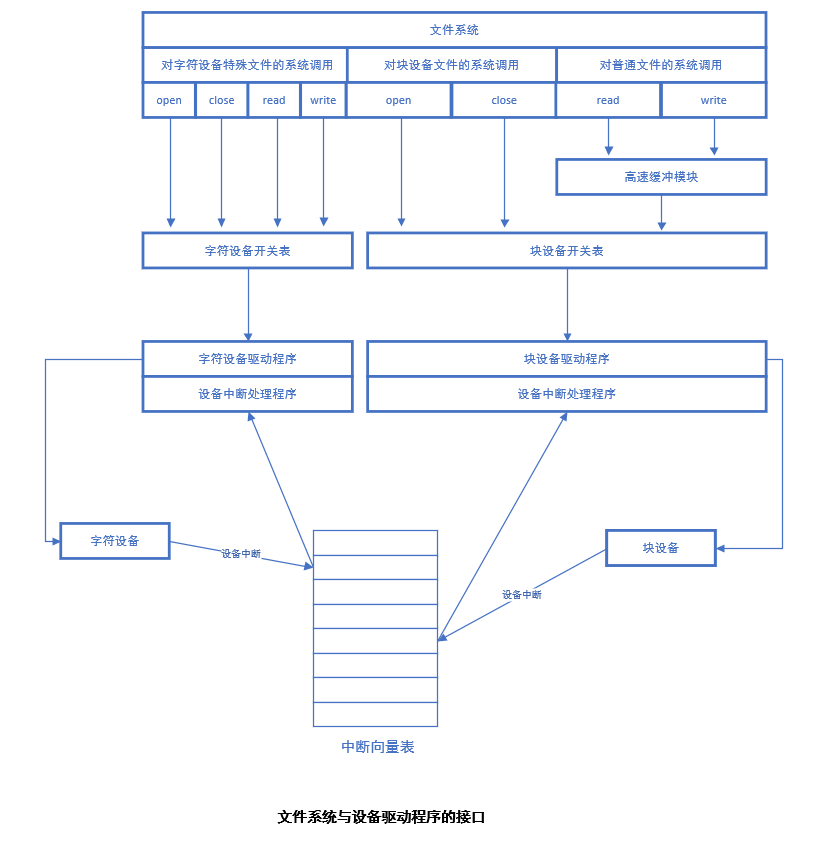 文件系统
对字符设备特殊文件的系统调用 对块设备文件的系统调用 对普通文件的系统调用
open close read write open close read write
高速缓冲模块
字符设备开关表 块设备开关表
字符设备驱动程序 块设备驱动程序
设备中断处理程序 设备中断处理程序
字符设备 块设备
设备中断
设备中断
中断向量表
文件系统与设备驱动程序的接口